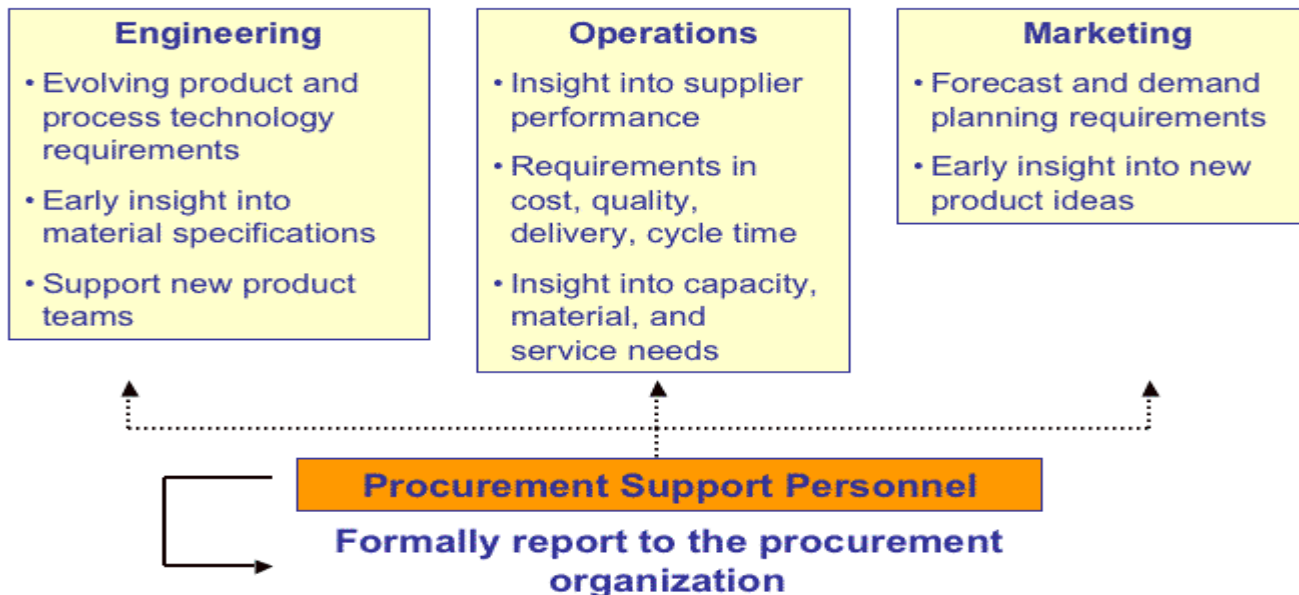 Engineering
• Evolving product and
process technology
requirements
• Early insight into
material specifications
• Support new product
teams
Operations
• Insight into supplier
performance
• Requirements in
cost, quality,
delivery, cycle time
• Insight into capacity,
material, and
service needs
Marketing
• Forecast and demand
planning requirements
• Early insight into new
product ideas
Procurement Support Personnel
Formally report to the procurement
organization